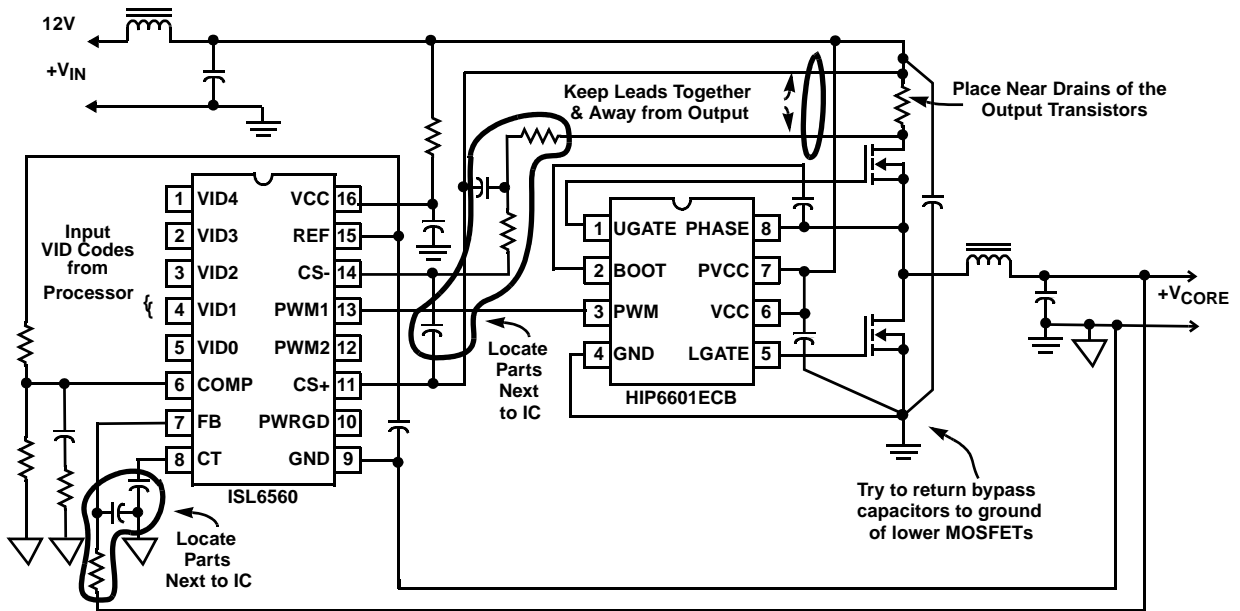 12V
+VIN
Keep Leads Together
& Away from Output
Place Near Drains of the
Output Transistors
Input
VID Codes
from
Processor
{
1 VID4 VCC 16
2 VID3 REF 15
3 VID2 CS- 14
4 VID1 PWM1 13
5 VID0 PWM2 12
6 COMP CS+ 11
7 FB PWRGD 10
8 CT GND 9
ISL6560
1 UGATE PHASE 8
2 BOOT PVCC 7
3 PWM VCC 6
4 GND LGATE 5
HIP6601ECB
+VCORE
Locate
Parts
Next
to IC
Locate
Parts
Next to IC
Try to return bypass
capacitors to ground
of lower MOSFETs